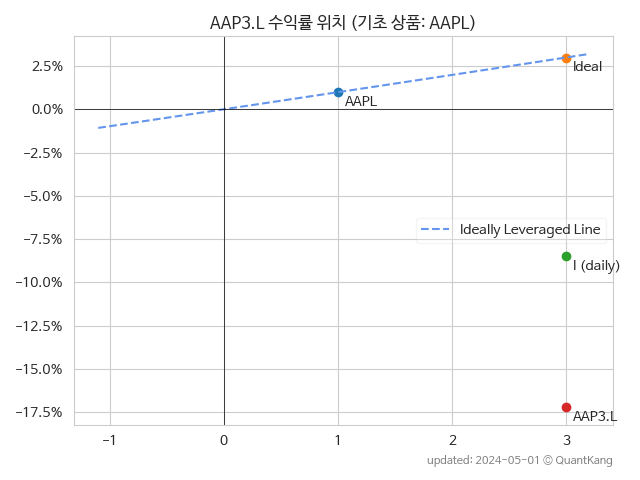 AAP3.L 수익률 위치 (기초 상품: AAPL)
2.5%
0.0%
−2.5%
−5.0%
−7.5%
−10.0%
−12.5%
−15.0%
−17.5%
Ideal
AAPL
Ideally Leveraged Line
I (daily)
AAP3.L
−1
0
1
2
3
updated: 2024-05-01 © QuantKang